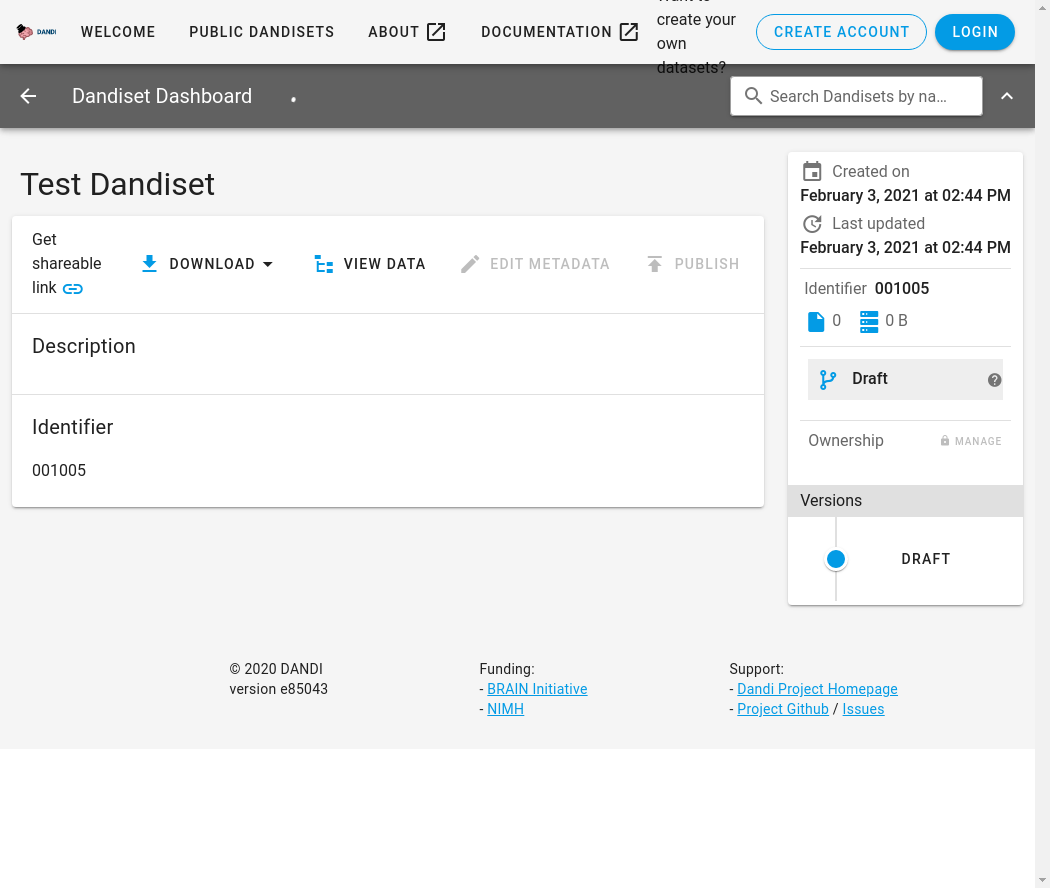 DANDI
WELCOME
PUBLIC DANDISETS
ABOUT
DOCUMENTATION
Want to
create your
own
datasets?
CREATE ACCOUNT
LOGIN
Dandiset Dashboard
Search Dandisets by na…
Test Dandiset
Get
shareable
link
DOWNLOAD
VIEW DATA
EDIT METADATA
PUBLISH
Description
Identifier
001005
Created on
February 3, 2021 at 02:44 PM
Last updated
February 3, 2021 at 02:44 PM
Identifier 001005
0
0 B
Draft
Ownership
MANAGE
Versions
DRAFT
© 2020 DANDI
version e85043
Funding:
- BRAIN Initiative
- NIMH
Support:
- Dandi Project Homepage
- Project Github / Issues